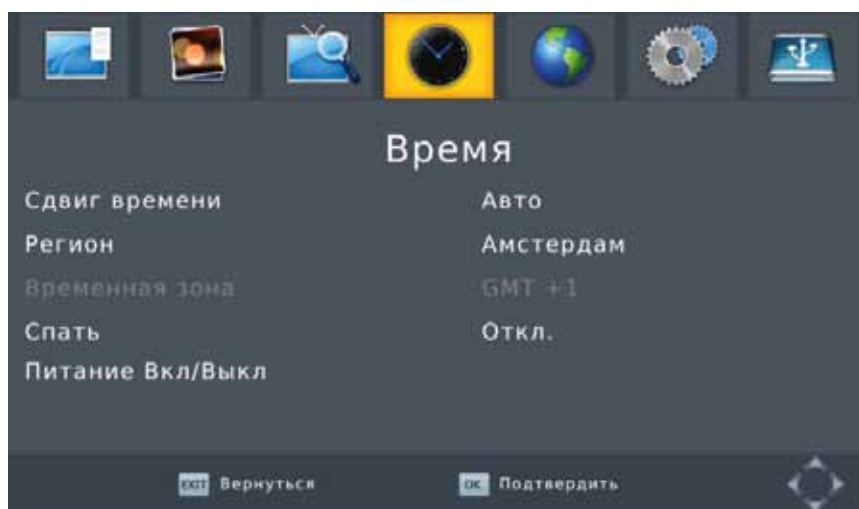 Время
Сдвиг времени Авто
Регион Амстердам
Временная зона GMT +1
Спать Откл.
Питание Вкл/Выкл
EXIT Вернуться OK Подтвердить